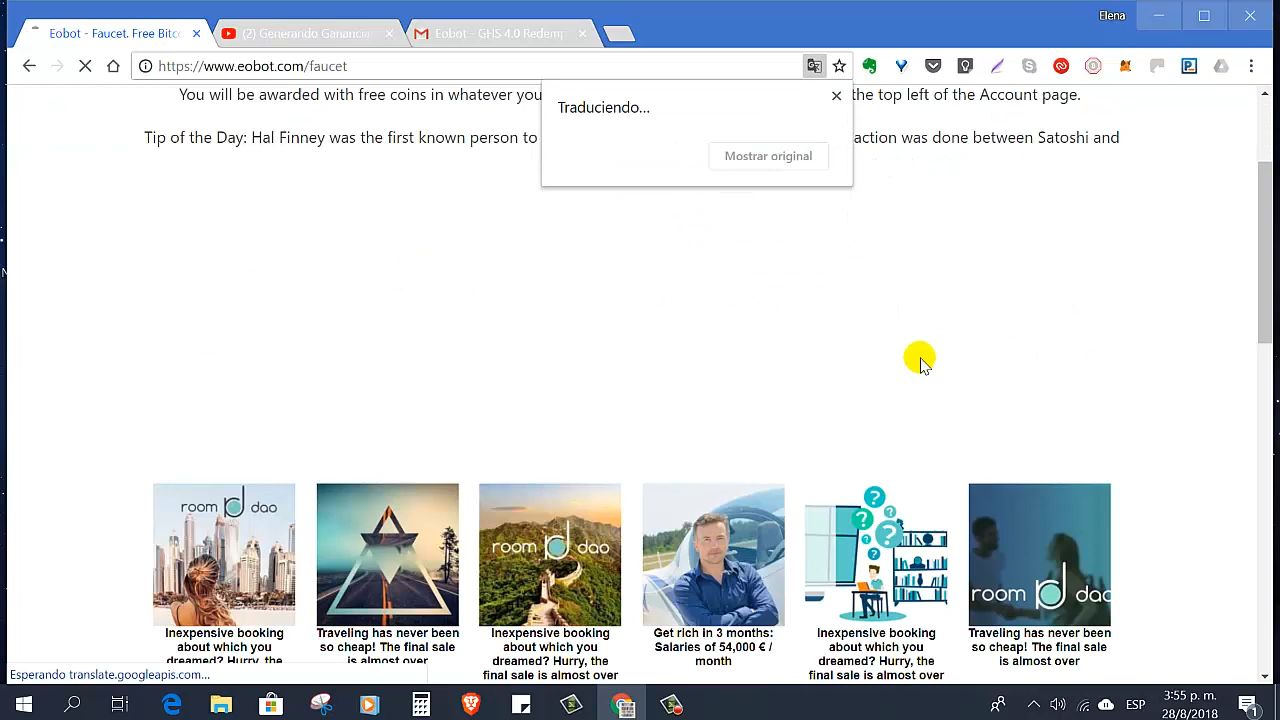 Elena
Eobot - Faucet. Free Bitco
(2) Generando Ganancia
Eobot - GHS 4.0 Redemp
https://www.eobot.com/faucet
You will be awarded with free coins in whatever you
the top left of the Account page.
Traduciendo...
Mostrar original
Tip of the Day: Hal Finney was the first known person to
action was done between Satoshi and
room dao
room dao
room dao
Inexpensive booking
about which you
dreamed? Hurry, the
Traveling has never been
so cheap! The final sale
is almost over
Inexpensive booking
about which you
dreamed? Hurry, the
final sale is almost over
Get rich in 3 months:
Salaries of 54,000 € /
month
Inexpensive booking
about which you
dreamed? Hurry, the
final sale is almost over
Traveling has never been
so cheap! The final sale
is almost over
Esperando translate.googleapis.com...
ESP
3:55 p. m.
28/8/2018
1